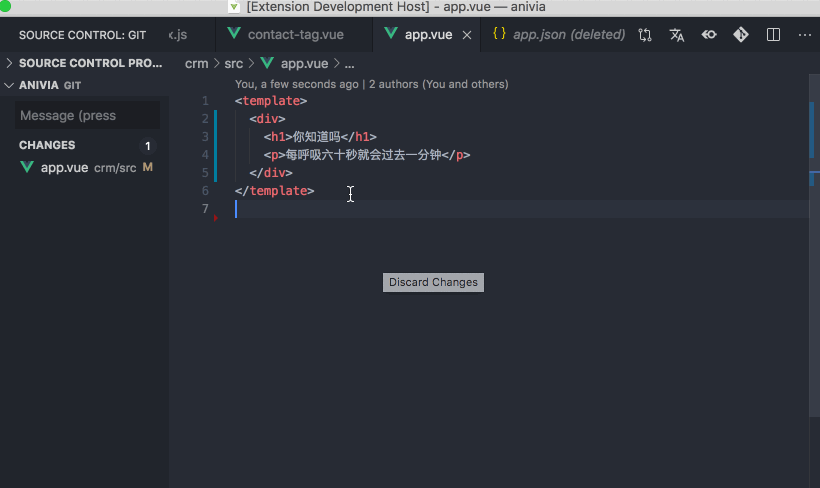 [Extension Development Host] - app.vue — anivia
SOURCE CONTROL: GIT
x.js
contact-tag.vue
app.vue
{} app.json (deleted)
SOURCE CONTROL PRO...
crm > src > app.vue > ...
ANIVIA GIT
You, a few seconds ago | 2 authors (You and others)
Message (press
CHANGES 1
app.vue crm/src M
1 <template>
2 <div>
3 <h1>你知道吗</h1>
4 <p>每呼吸六十秒就会过去一分钟</p>
5 </div>
6 </template>
7
Discard Changes